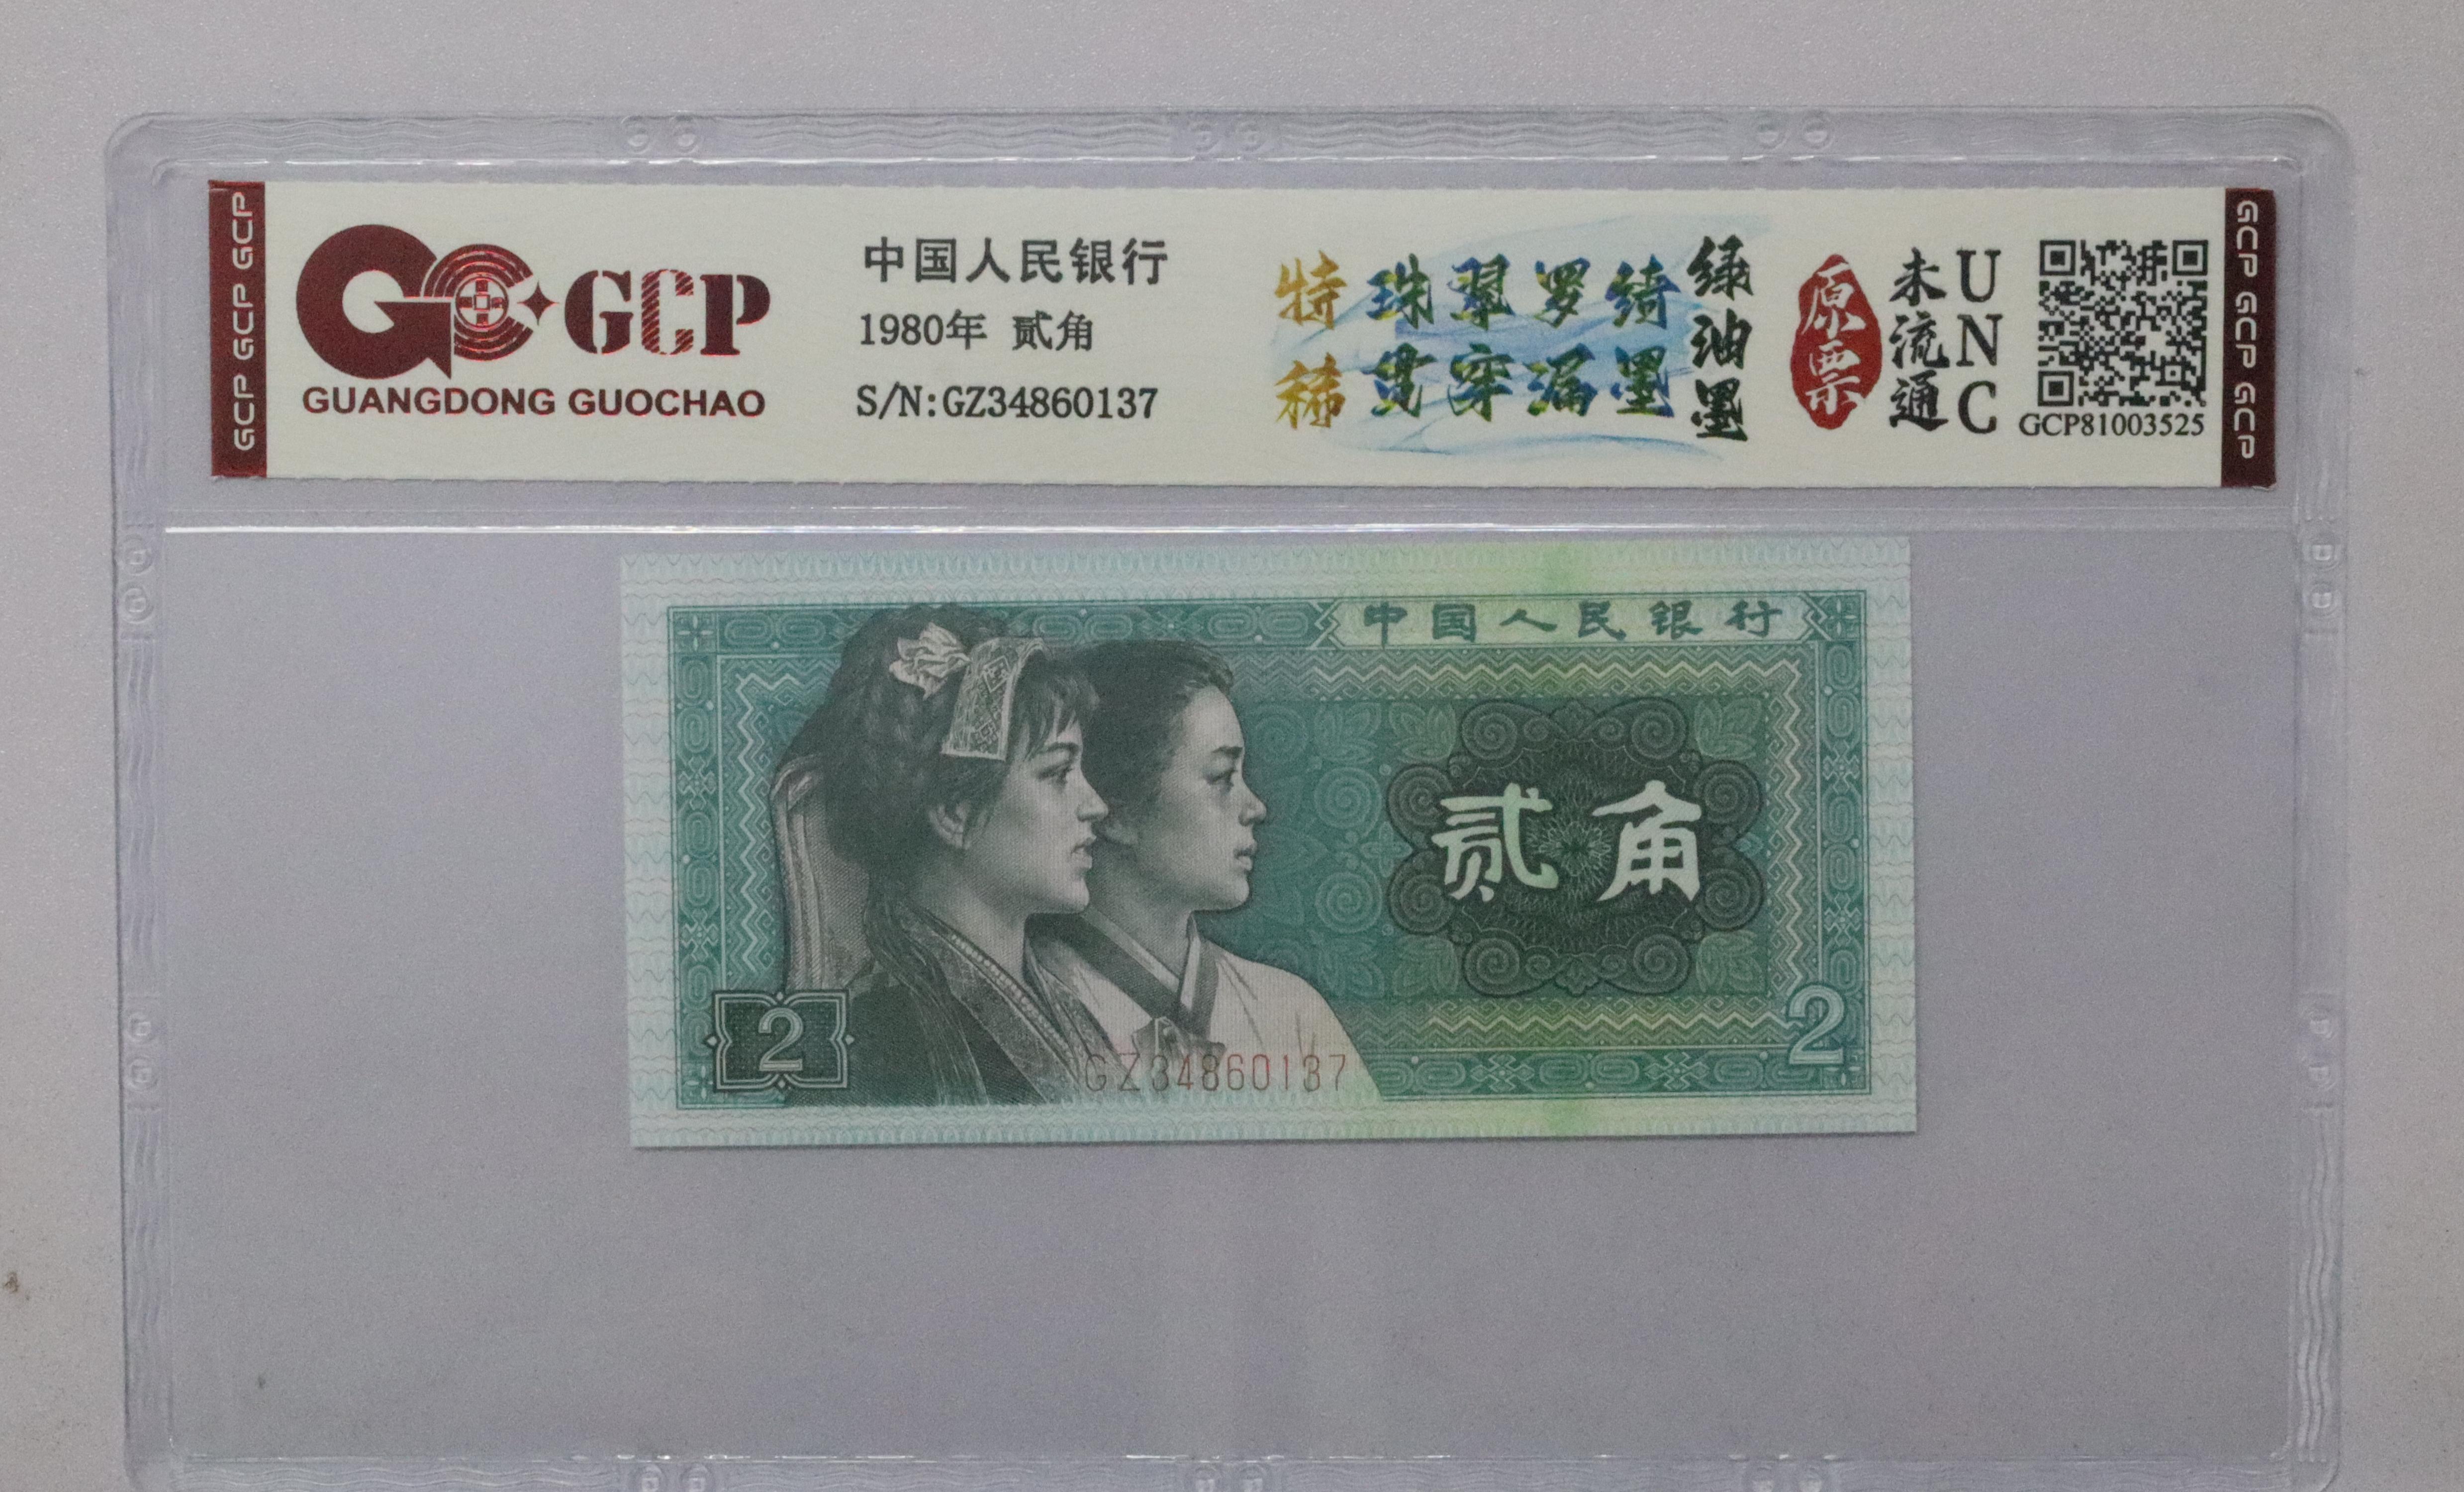 GCP GCP GCP
GCP
GUANGDONG GUOCHAO
中国人民银行
1980年 贰角
S/N:GZ34860137
特稀
珠翠罗绮
贯穿漏墨
绿油墨
原票
未流通
UNC
GCP81003525
GCP GCP GCP
中国人民银行
贰角
2
GZ34860137
2